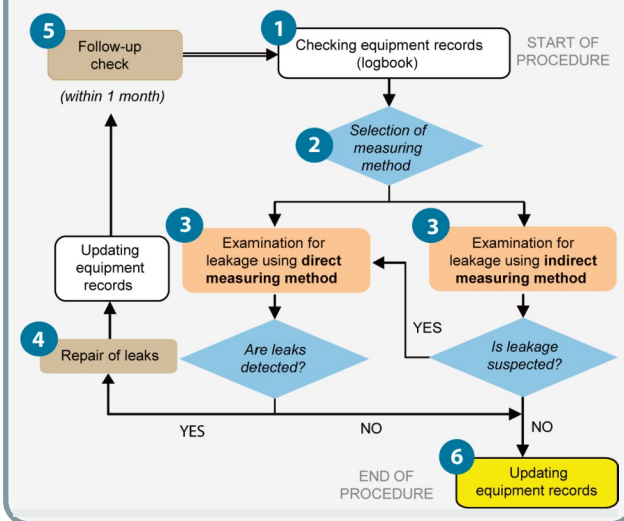 5
Follow-up
check
(within 1 month)
1
Checking equipment records
(logbook)
START OF
PROCEDURE
2
Selection of
measuring
method
3
Examination for
leakage using direct
measuring method
3
Examination for
leakage using indirect
measuring method
Updating
equipment
records
YES
4
Repair of leaks
Are leaks
detected?
Is leakage
suspected?
YES
NO
NO
END OF
PROCEDURE
6
Updating
equipment records